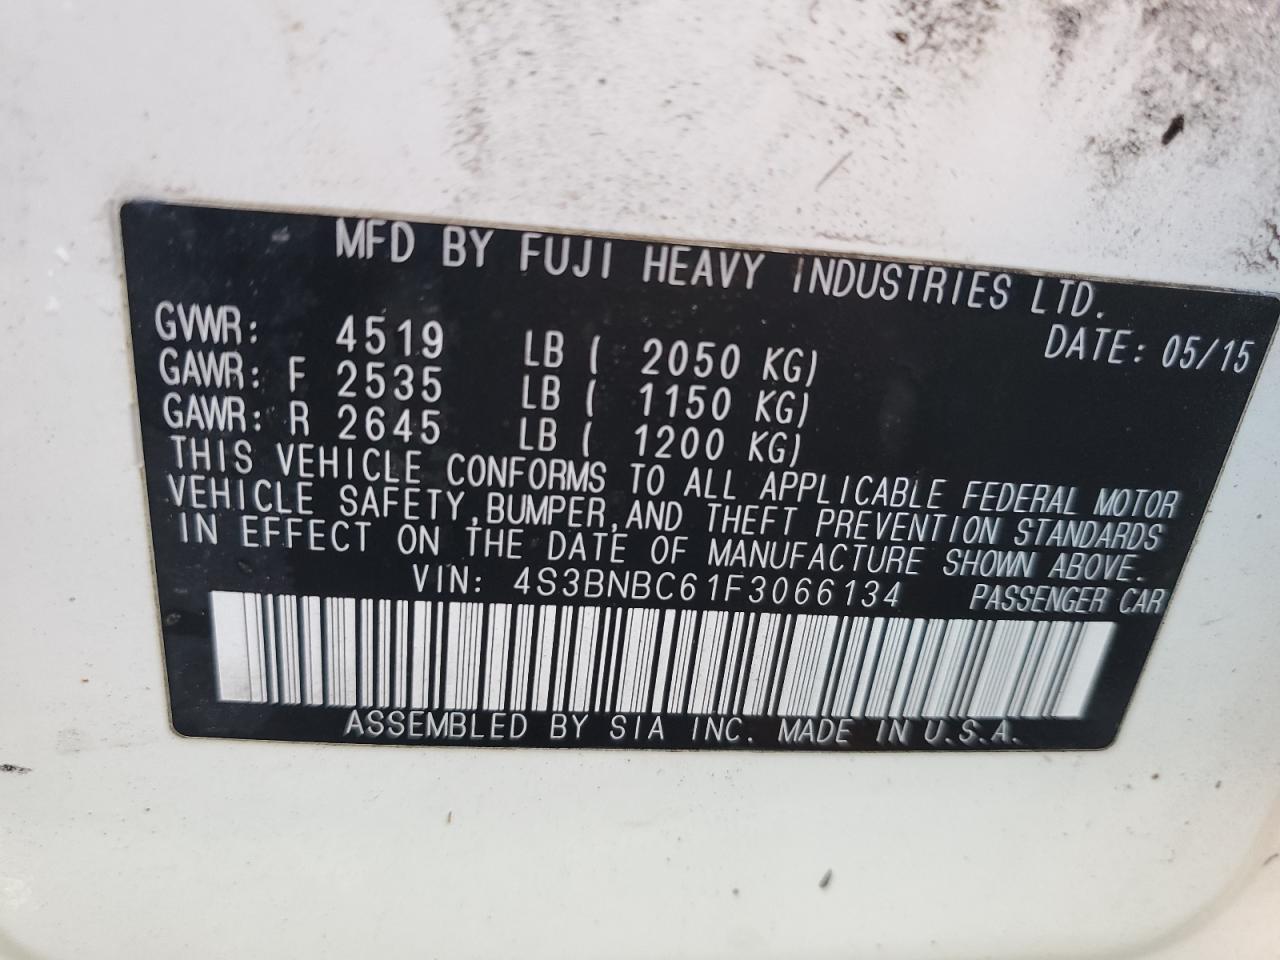 MFD BY FUJI HEAVY INDUSTRIES LTD.
DATE: 05/15
GVWR: 4519 LB ( 2050 KG)
GAWR: F 2535 LB ( 1150 KG)
GAWR: R 2645 LB ( 1200 KG)
THIS VEHICLE CONFORMS TO ALL APPLICABLE FEDERAL MOTOR
VEHICLE SAFETY, BUMPER, AND THEFT PREVENTION STANDARDS
IN EFFECT ON THE DATE OF MANUFACTURE SHOWN ABOVE.
VIN: 4S3BNBC61F3066134 PASSENGER CAR
ASSEMBLED BY SIA INC. MADE IN U.S.A.